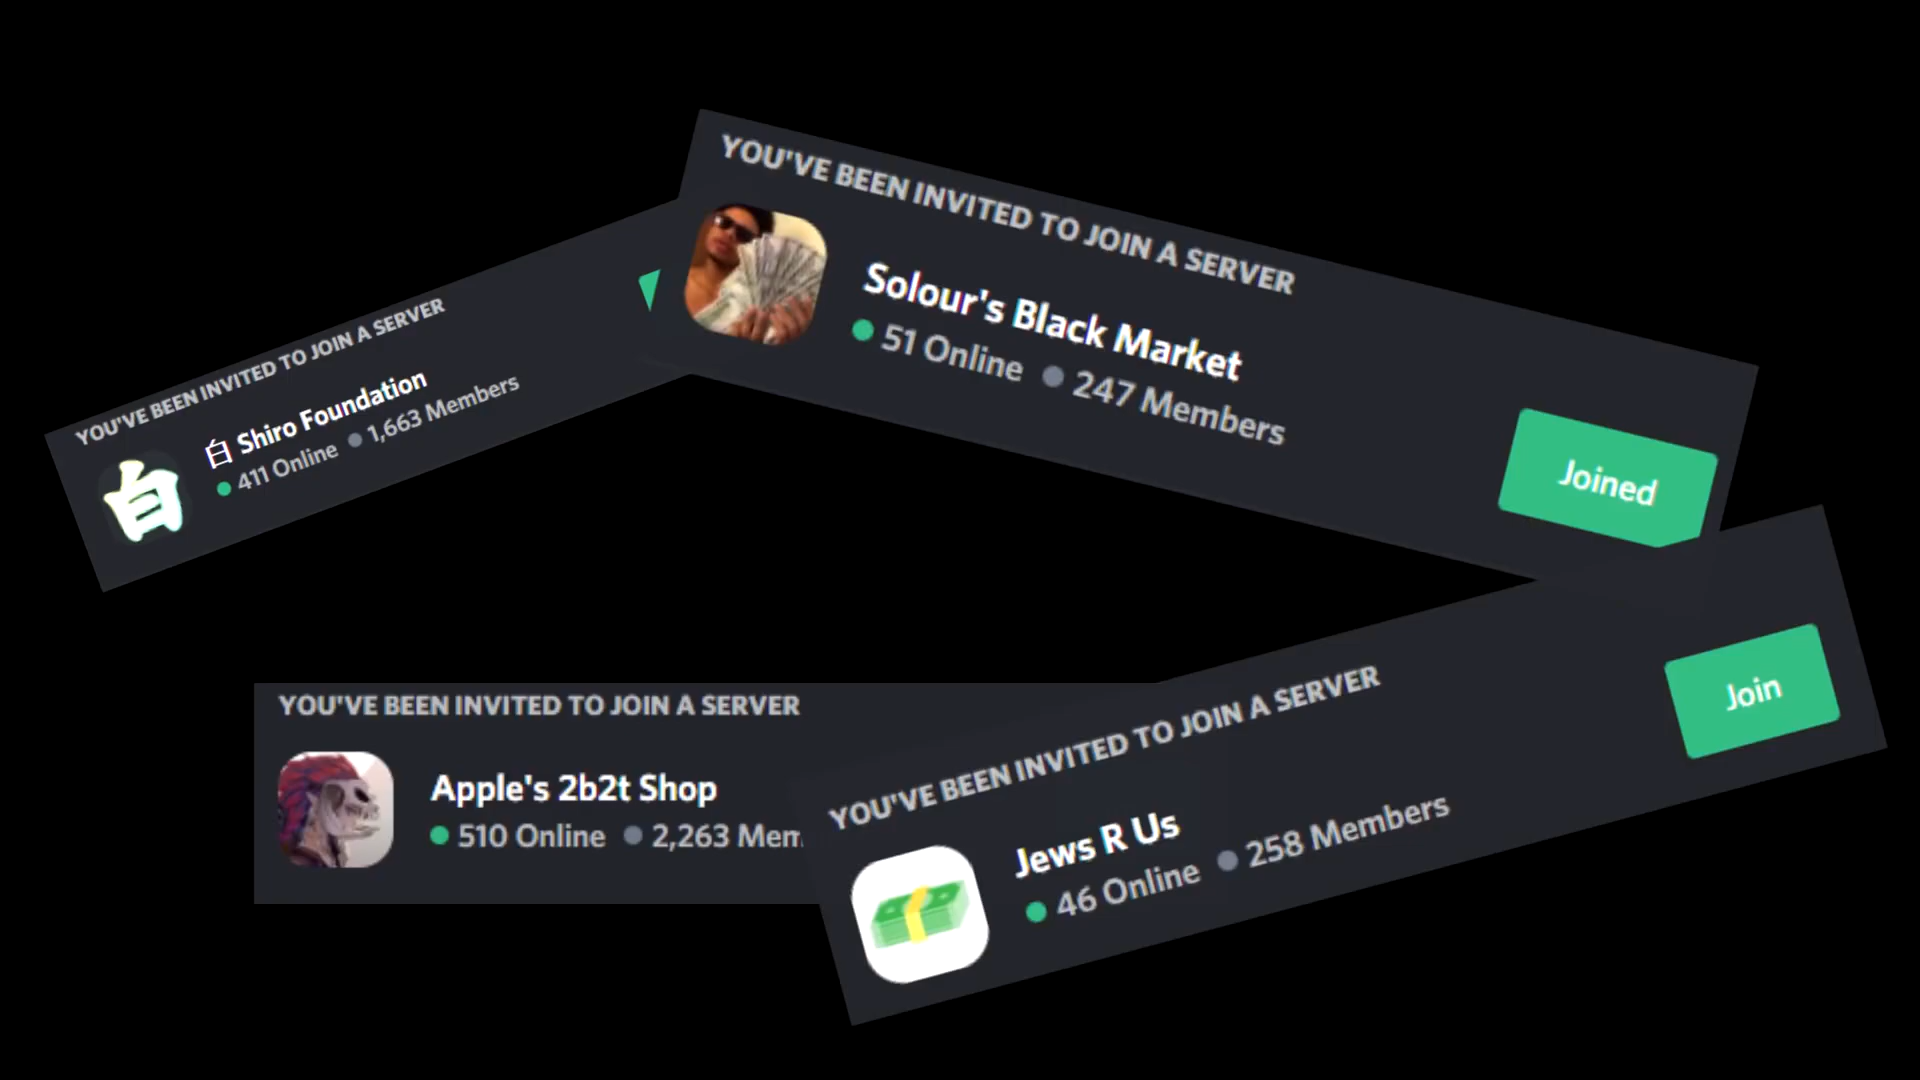 YOU'VE BEEN INVITED TO JOIN A SERVER
白 Shiro Foundation
411 Online 1,663 Members
白
YOU'VE BEEN INVITED TO JOIN A SERVER
Solour's Black Market
51 Online 247 Members
Joined
YOU'VE BEEN INVITED TO JOIN A SERVER
Apple's 2b2t Shop
510 Online 2,263 Mem
YOU'VE BEEN INVITED TO JOIN A SERVER
Jews R Us
46 Online 258 Members
Join